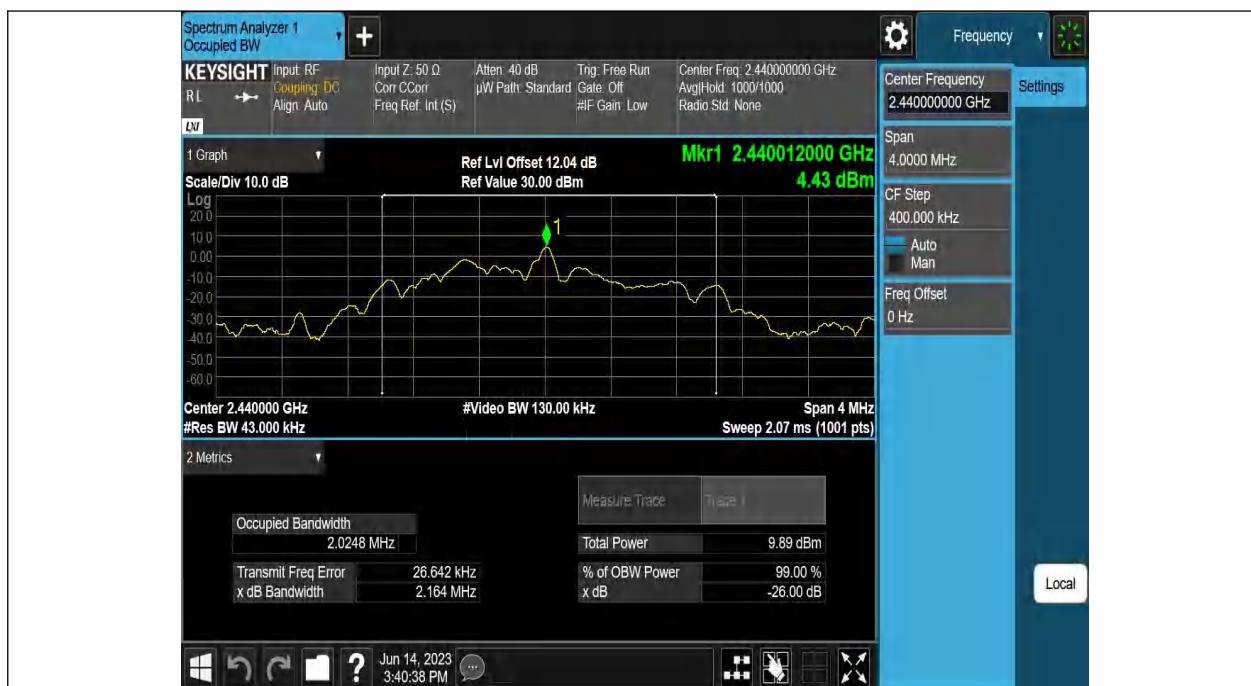 Spectrum Analyzer 1
Occupied BW
+
Frequency
KEYSIGHT
RL
LXI
Input: RF
Coupling: DC
Align: Auto
Input Z: 50 Ω
Corr CCorr
Freq Ref: Int (S)
Atten: 40 dB
µW Path: Standard
Trig: Free Run
Gate: Off
#IF Gain: Low
Center Freq: 2.440000000 GHz
Avg|Hold: 1000/1000
Radio Std: None
Center Frequency
2.440000000 GHz
Settings
Span
4.0000 MHz
CF Step
400.000 kHz
Auto
Man
Freq Offset
0 Hz
Local
1 Graph
Scale/Div 10.0 dB
Ref Lvl Offset 12.04 dB
Ref Value 30.00 dBm
Mkr1 2.440012000 GHz
4.43 dBm
Log
20.0
10.0
0.00
-10.0
-20.0
-30.0
-40.0
-50.0
-60.0
1
Center 2.440000 GHz
#Res BW 43.000 kHz
#Video BW 130.00 kHz
Span 4 MHz
Sweep 2.07 ms (1001 pts)
2 Metrics
Measure Trace
Trace 1
Occupied Bandwidth
2.0248 MHz
Total Power 9.89 dBm
Transmit Freq Error 26.642 kHz
% of OBW Power 99.00 %
x dB Bandwidth 2.164 MHz
x dB -26.00 dB
?
Jun 14, 2023
3:40:38 PM